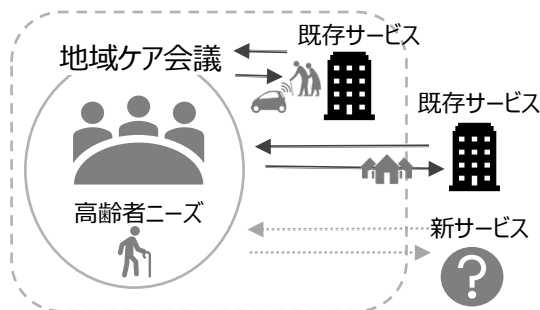 地域ケア会議
既存サービス
既存サービス
高齢者ニーズ
新サービス
?